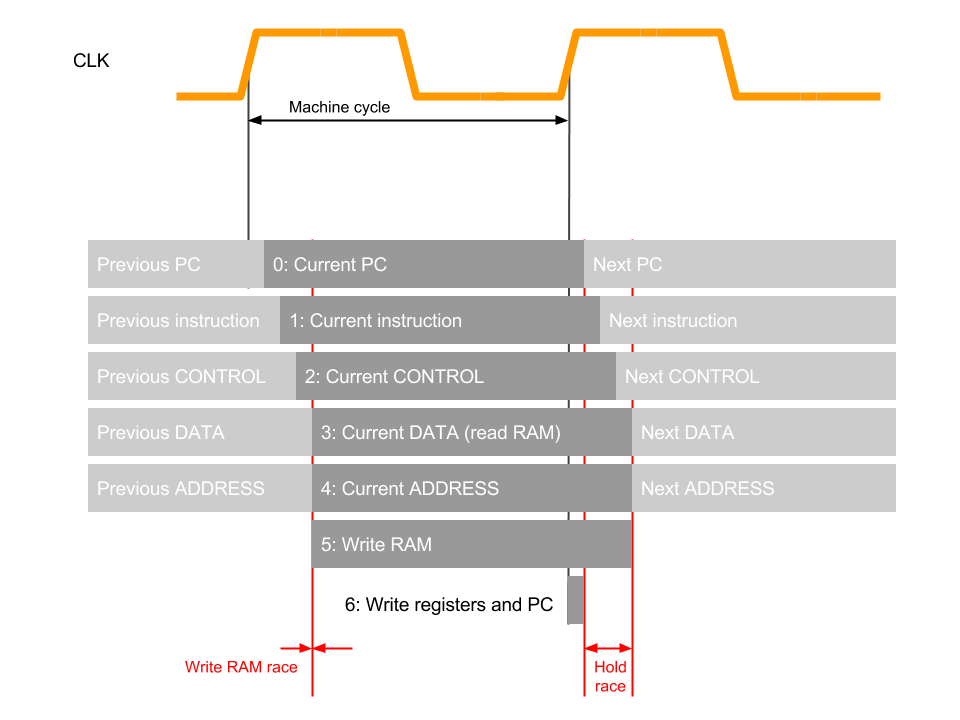 CLK
Machine cycle
Previous PC 0: Current PC Next PC
Previous instruction 1: Current instruction Next instruction
Previous CONTROL 2: Current CONTROL Next CONTROL
Previous DATA 3: Current DATA (read RAM) Next DATA
Previous ADDRESS 4: Current ADDRESS Next ADDRESS
5: Write RAM
6: Write registers and PC
Write RAM race
Hold
race